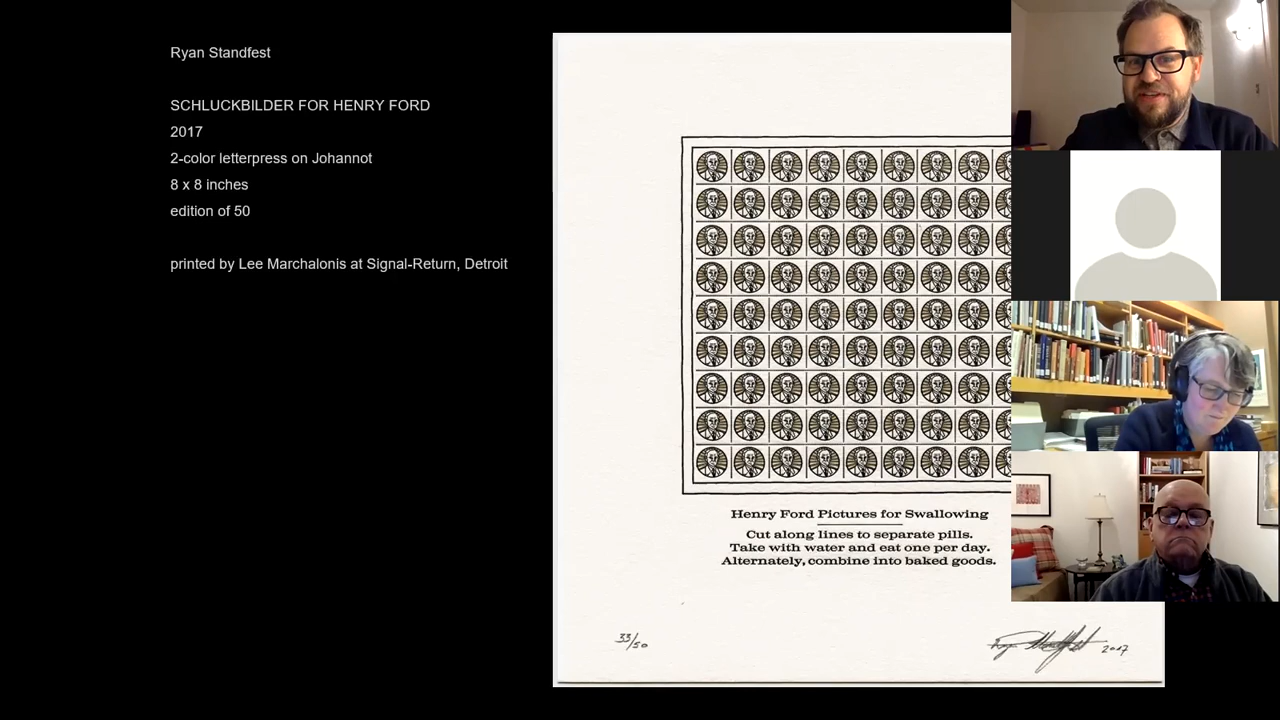 Ryan Standfest
SCHLUCKBILDER FOR HENRY FORD
2017
2-color letterpress on Johannot
8 x 8 inches
edition of 50
printed by Lee Marchalonis at Signal-Return, Detroit
Henry Ford Pictures for Swallowing
Cut along lines to separate pills.
Take with water and eat one per day.
Alternately, combine into baked goods.
33/50
2017